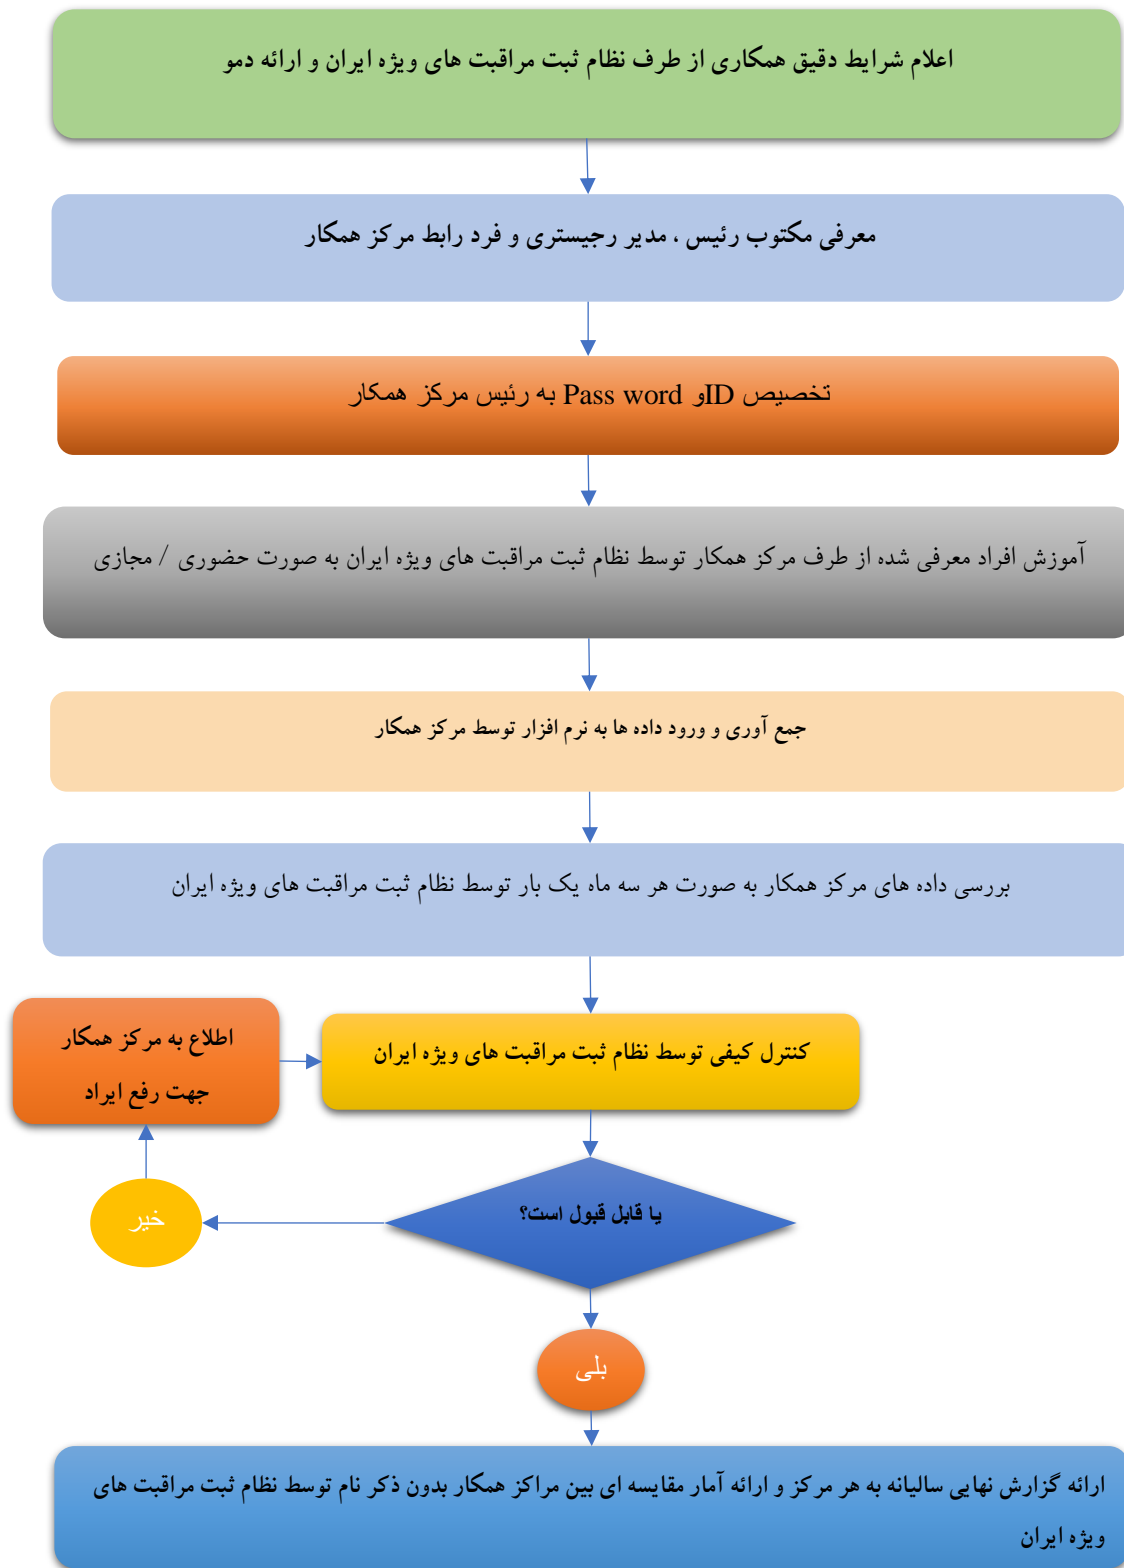 اعلام شرایط دقیق همکاری از طرف نظام ثبت مراقبت های ویژه ایران و ارائه دمو
معرفی مکتوب رئیس ، مدیر رجیستری و فرد رابط مرکز همکار
تخصیص IDو Pass word به رئیس مرکز همکار
آموزش افراد معرفی شده از طرف مرکز همکار توسط نظام ثبت مراقبت های ویژه ایران به صورت حضوری / مجازی
جمع آوری و ورود داده ها به نرم افزار توسط مرکز همکار
بررسی داده های مرکز همکار به صورت هر سه ماه یک بار توسط نظام ثبت مراقبت های ویژه ایران
کنترل کیفی توسط نظام ثبت مراقبت های ویژه ایران
اطلاع به مرکز همکار
جهت رفع ایراد
یا قابل قبول است؟
خیر
بلی
ارائه گزارش نهایی سالیانه به هر مرکز و ارائه آمار مقایسه ای بین مراکز همکار بدون ذکر نام توسط نظام ثبت مراقبت های
ویژه ایران